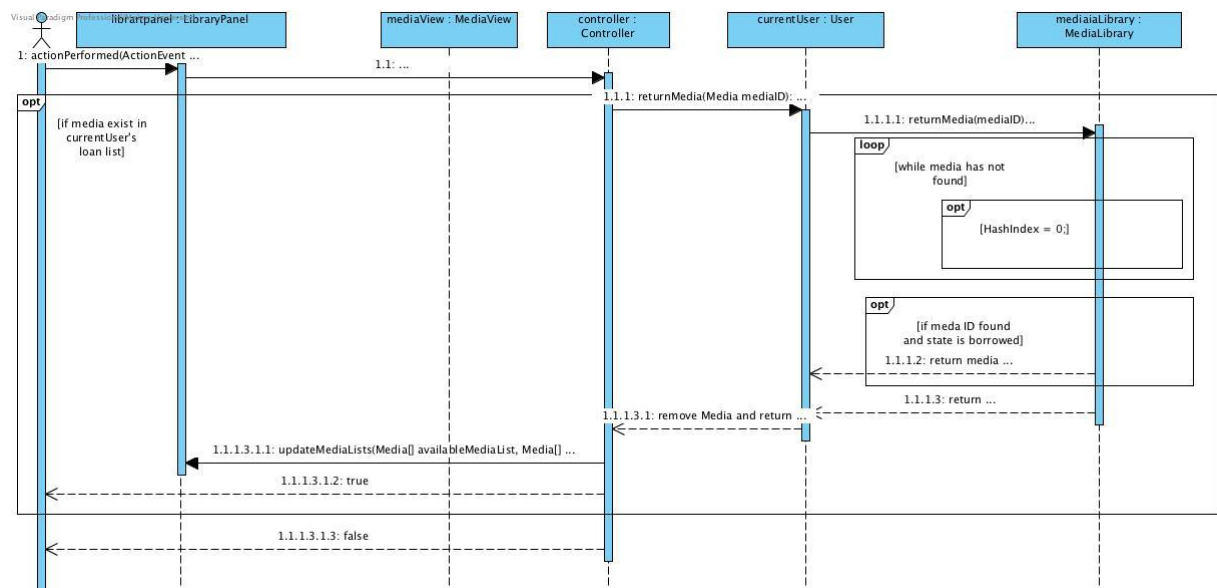 Visual Paradigm Professional
librarypanel : LibraryPanel
mediaView : MediaView
controller :
Controller
currentUser : User
mediaiaLibrary :
MediaLibrary
1: actionPerformed(ActionEvent ...
1.1: ...
opt
[if media exist in
currentUser's
loan list]
1.1.1: returnMedia(Media mediaID): ...
1.1.1.1: returnMedia(mediaID)...
loop
[while media has not
found]
opt
[HashIndex = 0;]
opt
[if meda ID found
and state is borrowed]
1.1.1.2: return media ...
1.1.1.3: return ...
1.1.1.3.1: remove Media and return ...
1.1.1.3.1.1: updateMediaLists(Media[] availableMediaList, Media[] ...
1.1.1.3.1.2: true
1.1.1.3.1.3: false